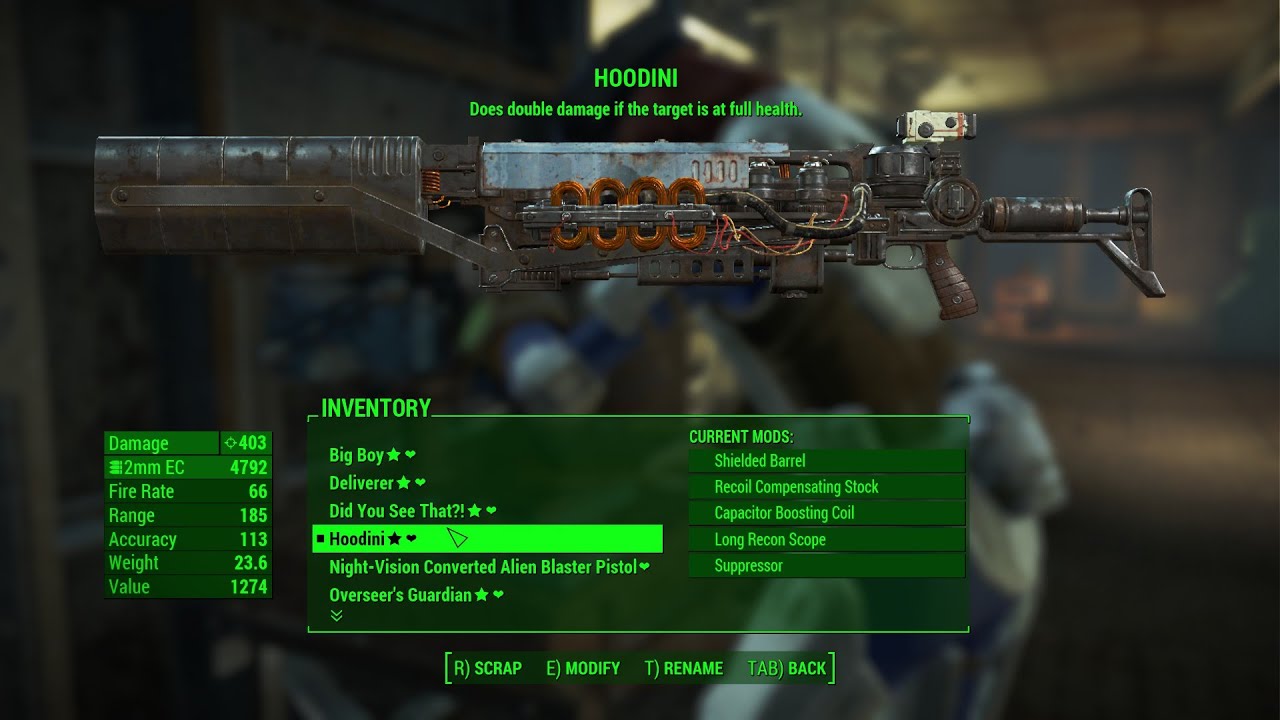 HOODINI
Does double damage if the target is at full health.
INVENTORY
Damage 403
2mm EC 4792
Fire Rate 66
Range 185
Accuracy 113
Weight 23.6
Value 1274
Big Boy
Deliverer
Did You See That?!
Hoodini
Night-Vision Converted Alien Blaster Pistol
Overseer's Guardian
CURRENT MODS:
Shielded Barrel
Recoil Compensating Stock
Capacitor Boosting Coil
Long Recon Scope
Suppressor
R) SCRAP E) MODIFY T) RENAME TAB) BACK